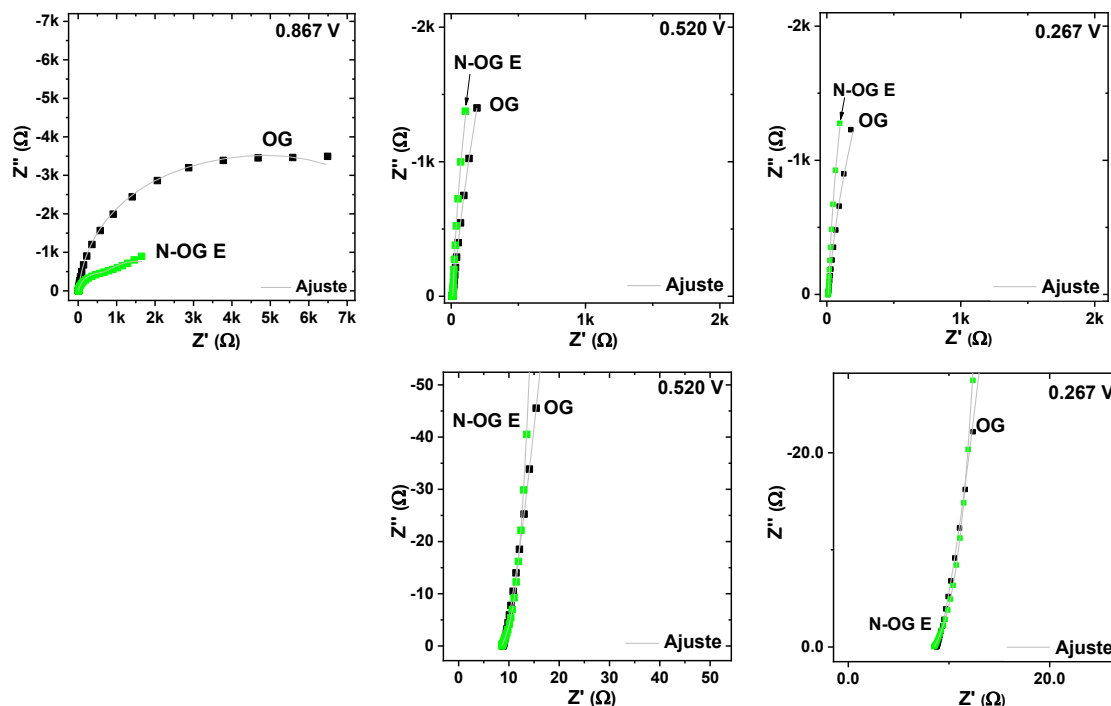 0.867 V
-7k
-6k
-5k
-4k
-3k
-2k
-1k
0
Z'' (Ω)
OG
N-OG E
Ajuste
0 1k 2k 3k 4k 5k 6k 7k
Z' (Ω)
0.520 V
-2k
-1k
0
Z'' (Ω)
N-OG E
OG
Ajuste
0 1k 2k
Z' (Ω)
0.267 V
-2k
-1k
0
Z'' (Ω)
N-OG E
OG
Ajuste
0 1k 2k
Z' (Ω)
0.520 V
-50
-40
-30
-20
-10
0
Z'' (Ω)
N-OG E OG
Ajuste
0 10 20 30 40 50
Z' (Ω)
0.267 V
-20.0
0.0
Z'' (Ω)
OG
N-OG E
Ajuste
0.0 20.0
Z' (Ω)